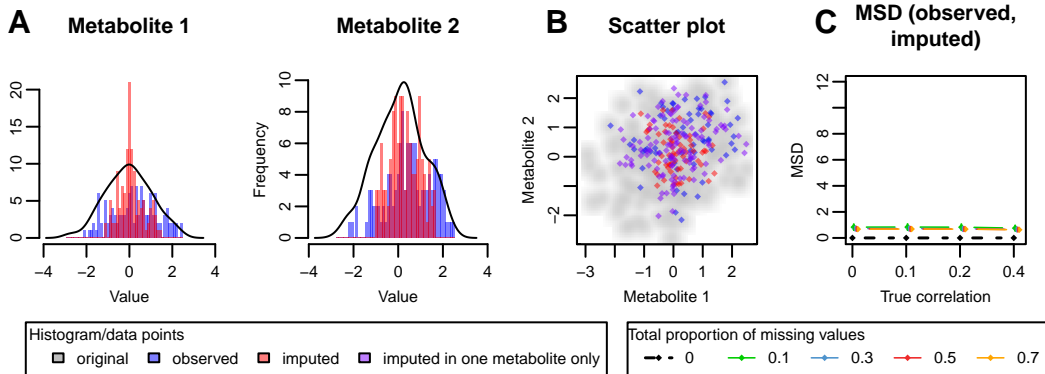 A
Metabolite 1
Metabolite 2
B
Scatter plot
C
MSD (observed,
imputed)
0
5
10
15
20
−4
−2
0
2
4
Value
Frequency
0
2
4
6
8
10
−4
−2
0
2
4
Value
Metabolite 2
−2
0
1
2
−3
−1
0
1
2
Metabolite 1
MSD
0
2
4
6
8
12
0
0.1
0.2
0.4
True correlation
Histogram/data points
original
observed
imputed
imputed in one metabolite only
Total proportion of missing values
0
0.1
0.3
0.5
0.7